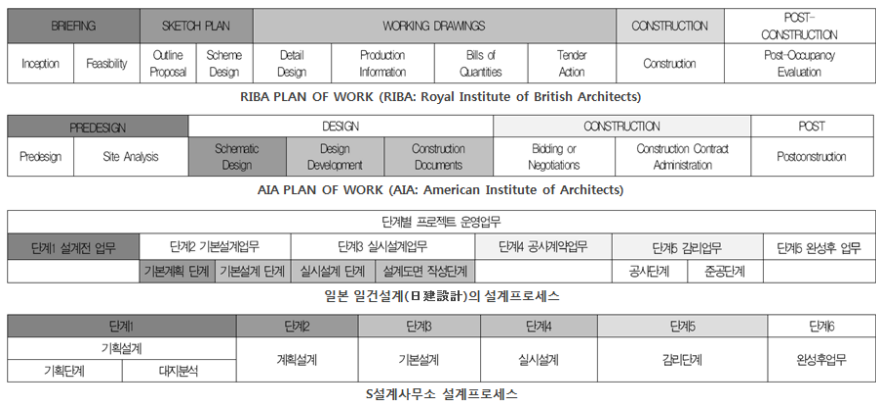 BRIEFING SKETCH PLAN WORKING DRAWINGS CONSTRUCTION POST-CONSTRUCTION
Inception Feasibility Outline Proposal Scheme Design Detail Design Production Information Bills of Quantities Tender Action Construction Post-Occupancy Evaluation
RIBA PLAN OF WORK (RIBA: Royal Institute of British Architects)
PREDESIGN DESIGN CONSTRUCTION POST
Predesign Site Analysis Schematic Design Design Development Construction Documents Bidding or Negotiations Construction Contract Administration Postconstruction
AIA PLAN OF WORK (AIA: American Institute of Architects)
단계별 프로젝트 운영업무
단계1 설계전 업무 단계2 기본설계업무 단계3 실시설계업무 단계4 공사계약업무 단계5 감리업무 단계5 완성후 업무
기본계획 단계 기본설계 단계 실시설계 단계 설계도면 작성단계 공사단계 준공단계
일본 일건설계(日建設計)의 설계프로세스
단계1 단계2 단계3 단계4 단계5 단계6
기획설계 계획설계 기본설계 실시설계 감리단계 완성후업무
기획단계 대지분석
S설계사무소 설계프로세스